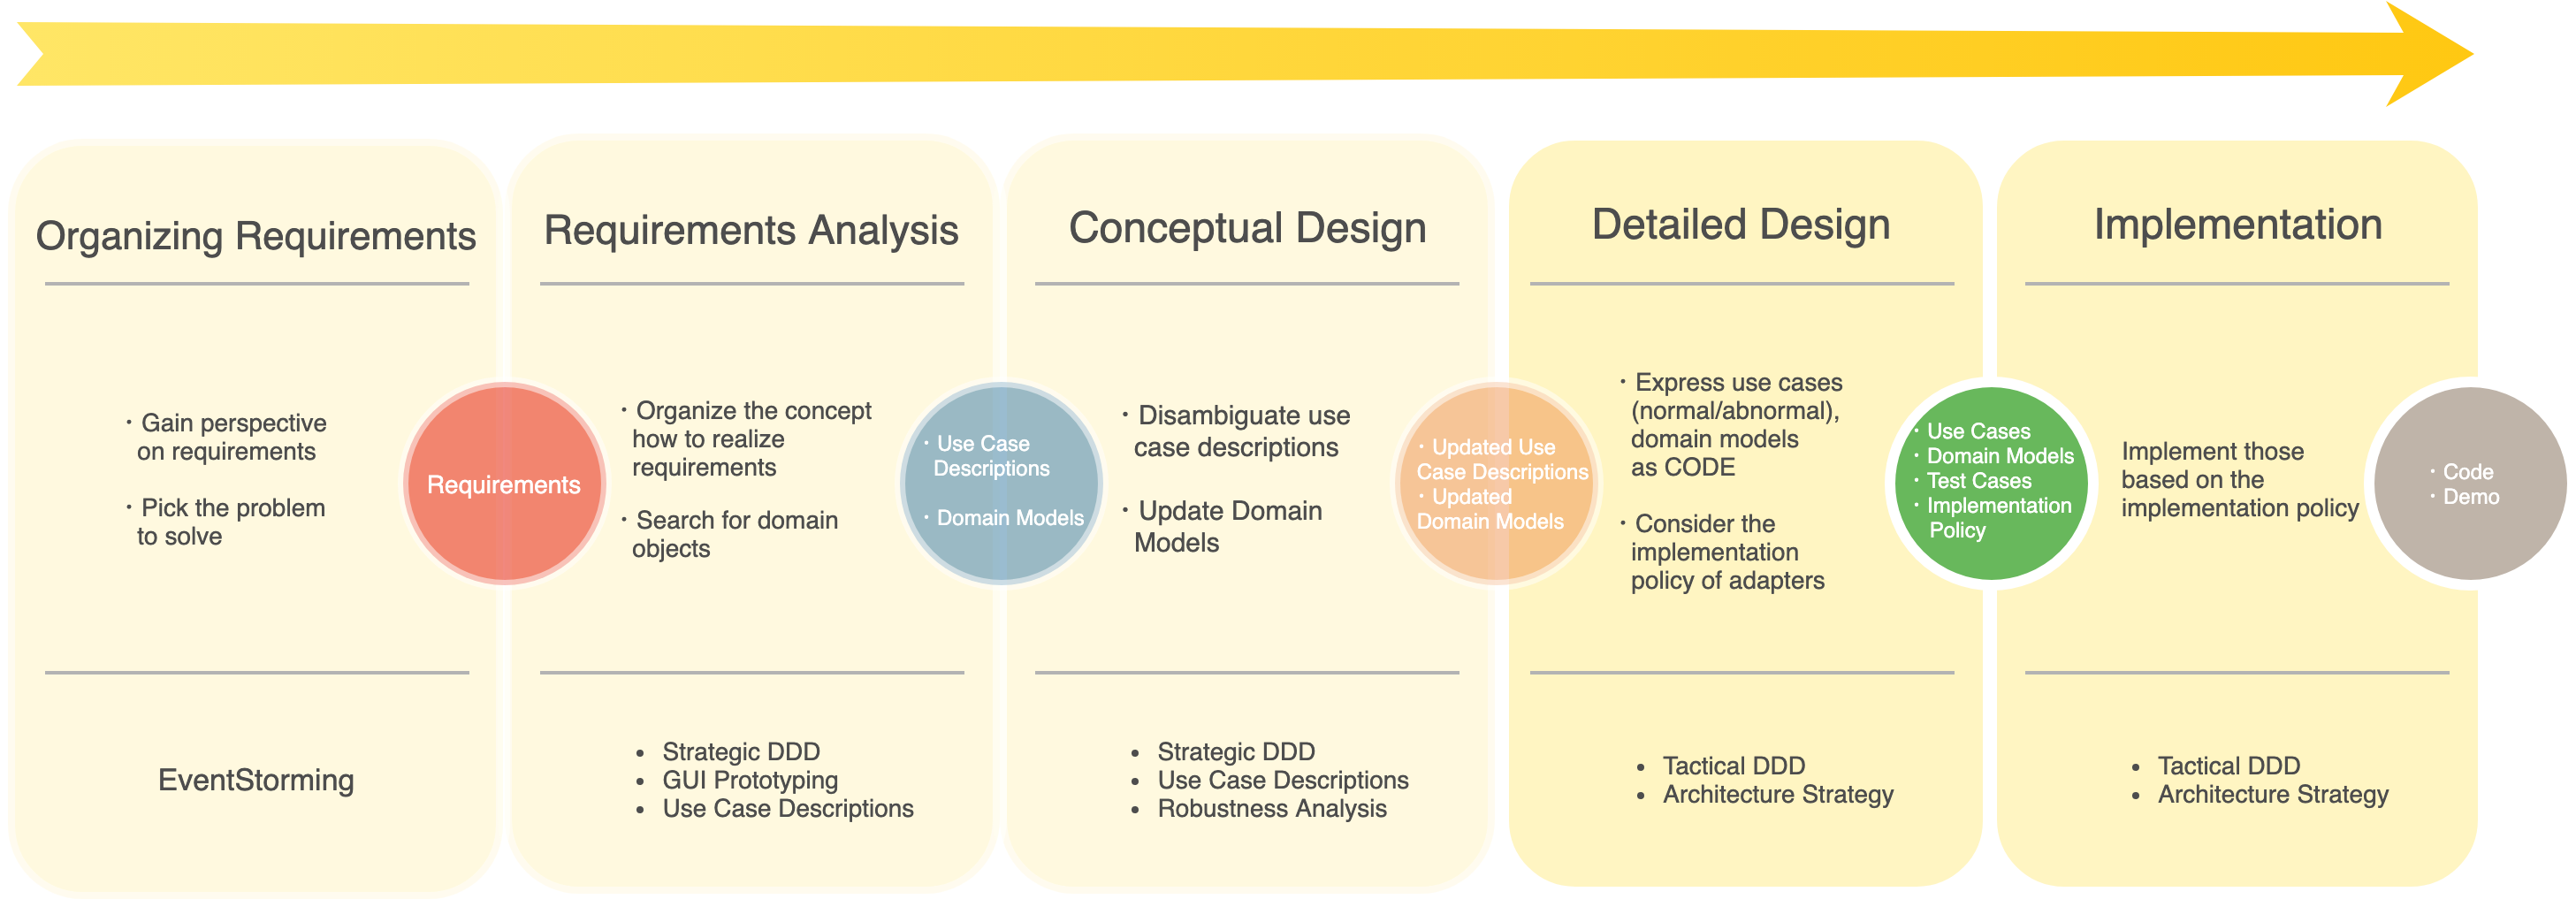 Organizing Requirements
・Gain perspective
on requirements
・Pick the problem
to solve
EventStorming
Requirements
Requirements Analysis
・Organize the concept
how to realize
requirements
・Search for domain
objects
• Strategic DDD
• GUI Prototyping
• Use Case Descriptions
・Use Case
Descriptions
・Domain Models
Conceptual Design
・Disambiguate use
case descriptions
・Update Domain
Models
• Strategic DDD
• Use Case Descriptions
• Robustness Analysis
・Updated Use
Case Descriptions
・Updated
Domain Models
Detailed Design
・Express use cases
(normal/abnormal),
domain models
as CODE
・Consider the
implementation
policy of adapters
• Tactical DDD
• Architecture Strategy
・Use Cases
・Domain Models
・Test Cases
・Implementation
Policy
Implementation
Implement those
based on the
implementation policy
• Tactical DDD
• Architecture Strategy
・Code
・Demo